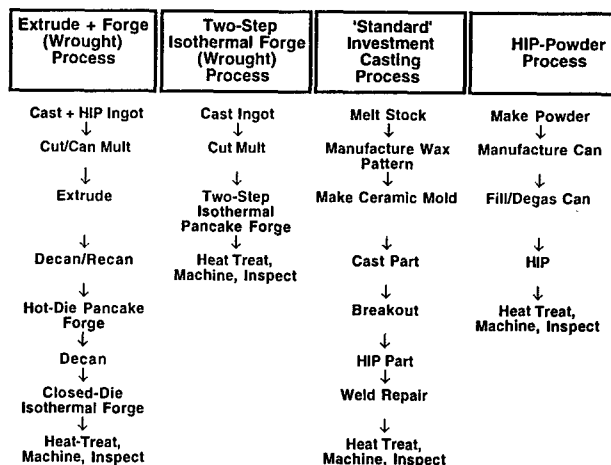 Extrude + Forge
(Wrought)
Process
Cast + HIP Ingot
↓
Cut/Can Mult
↓
Extrude
↓
Decan/Recan
↓
Hot-Die Pancake
Forge
↓
Decan
↓
Closed-Die
Isothermal Forge
↓
Heat-Treat,
Machine, Inspect
Two-Step
Isothermal Forge
(Wrought)
Process
Cast Ingot
↓
Cut Mult
↓
Two-Step
Isothermal
Pancake Forge
↓
Heat Treat,
Machine, Inspect
'Standard'
Investment
Casting
Process
Melt Stock
↓
Manufacture Wax
Pattern
↓
Make Ceramic Mold
↓
Cast Part
↓
Breakout
↓
HIP Part
↓
Weld Repair
↓
Heat Treat,
Machine, Inspect
HIP-Powder
Process
Make Powder
↓
Manufacture Can
↓
Fill/Degas Can
↓
HIP
↓
Heat Treat,
Machine, Inspect